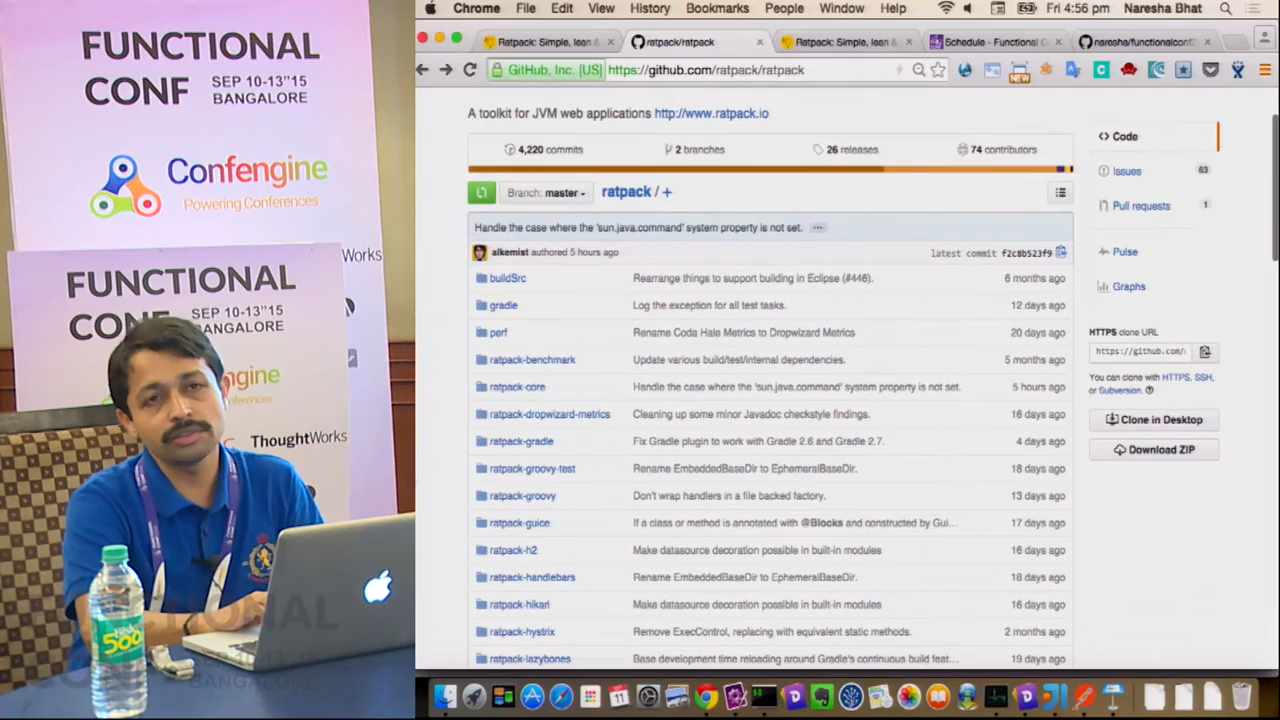 FUNCTIONAL
CONF SEP 10-13"15
BANGALORE
Confengine
Powering Conferences
Works
FUNCTIONAL
CONF SEP 10-13"15
BANGALORE
ngine
onferences
ThoughtWorks
500
Chrome File Edit View History Bookmarks People Window Help Fri 4:56 pm Naresha Bhat
Ratpack: Simple, lean &
ratpack/ratpack
Ratpack: Simple, lean &
Schedule - Functional C
naresha/functionalconf
GitHub, Inc. [US] https://github.com/ratpack/ratpack
NEW
A toolkit for JVM web applications http://www.ratpack.io
4,220 commits 2 branches 26 releases 74 contributors
Branch: master ratpack / +
Handle the case where the 'sun.java.command' system property is not set. ...
alkemist authored 5 hours ago latest commit f2c8b523f9
buildSrc Rearrange things to support building in Eclipse (#446). 6 months ago
gradle Log the exception for all test tasks. 12 days ago
perf Rename Coda Hale Metrics to Dropwizard Metrics 20 days ago
ratpack-benchmark Update various build/test/internal dependencies. 5 months ago
ratpack-core Handle the case where the 'sun.java.command' system property is not set. 5 hours ago
ratpack-dropwizard-metrics Cleaning up some minor Javadoc checkstyle findings. 16 days ago
ratpack-gradle Fix Gradle plugin to work with Gradle 2.6 and Gradle 2.7. 4 days ago
ratpack-groovy-test Rename EmbeddedBaseDir to EphemeralBaseDir. 18 days ago
ratpack-groovy Don't wrap handlers in a file backed factory. 13 days ago
ratpack-guice If a class or method is annotated with @Blocks and constructed by Gui... 17 days ago
ratpack-h2 Make datasource decoration possible in built-in modules 16 days ago
ratpack-handlebars Rename EmbeddedBaseDir to EphemeralBaseDir. 18 days ago
ratpack-hikari Make datasource decoration possible in built-in modules 16 days ago
ratpack-hystrix Remove ExecControl, replacing with equivalent static methods. 2 months ago
ratpack-lazybones Base development time reloading around Gradle's continuous build feat... 19 days ago
Code
Issues 63
Pull requests 1
Pulse
Graphs
HTTPS clone URL
https://github.com/
You can clone with HTTPS, SSH,
or Subversion.
Clone in Desktop
Download ZIP
FUNCTIONAL
CONF SEP 10-13"15
BANGALORE
11